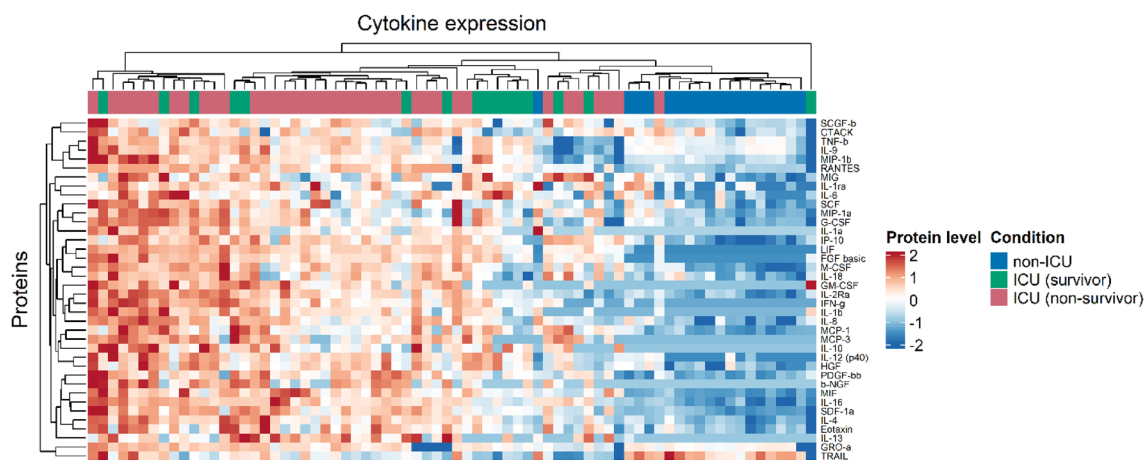 Cytokine expression
Proteins
SCGF-b
CTACK
TNF-b
IL-9
MIP-1b
RANTES
MIG
IL-1ra
IL-6
SCF
MIP-1a
G-CSF
IL-1a
IP-10
LIF
FGF basic
M-CSF
IL-18
GM-CSF
IL-2Ra
IFN-g
IL-1b
IL-8
MCP-1
MCP-3
IL-10
IL-12 (p40)
HGF
PDGF-bb
b-NGF
MIF
IL-16
SDF-1a
IL-4
Eotaxin
IL-13
GRO-a
TRAIL
Protein level
2
1
0
-1
-2
Condition
non-ICU
ICU (survivor)
ICU (non-survivor)